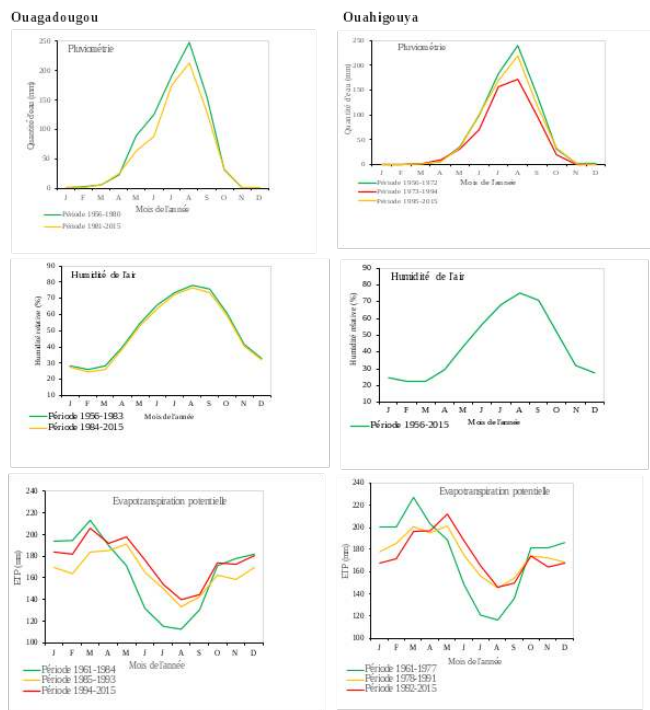 Ouagadougou
Pluviométrie
Quantité d'eau (mm)
250
200
150
100
50
0
J F M A M J J A S O N D
Mois de l'année
Période 1956-1980
Période 1981-2015
Ouahigouya
Pluviométrie
Quantité d'eau (mm)
250
200
150
100
50
0
J F M A M J J A S O N D
Mois de l'année
Période 1956-1972
Période 1973-1994
Période 1995-2015
Humidité de l'air
Humidité relative (%)
90
80
70
60
50
40
30
20
10
J F M A M J J A S O N D
Mois de l'année
Période 1956-1983
Période 1984-2015
Humidité de l'air
Humidité relative (%)
90
80
70
60
50
40
30
20
10
J F M A M J J A S O N D
Mois de l'année
Période 1956-2015
Evapotranspiration potentielle
ETP (mm)
240
220
200
180
160
140
120
100
J F M A M J J A S O N D
Mois de l'année
Période 1961-1984
Période 1985-1993
Période 1994-2015
Evapotranspiration potentielle
ETP (mm)
240
220
200
180
160
140
120
100
J F M A M J J A S O N D
Mois de l'année
Période 1961-1977
Période 1978-1991
Période 1992-2015